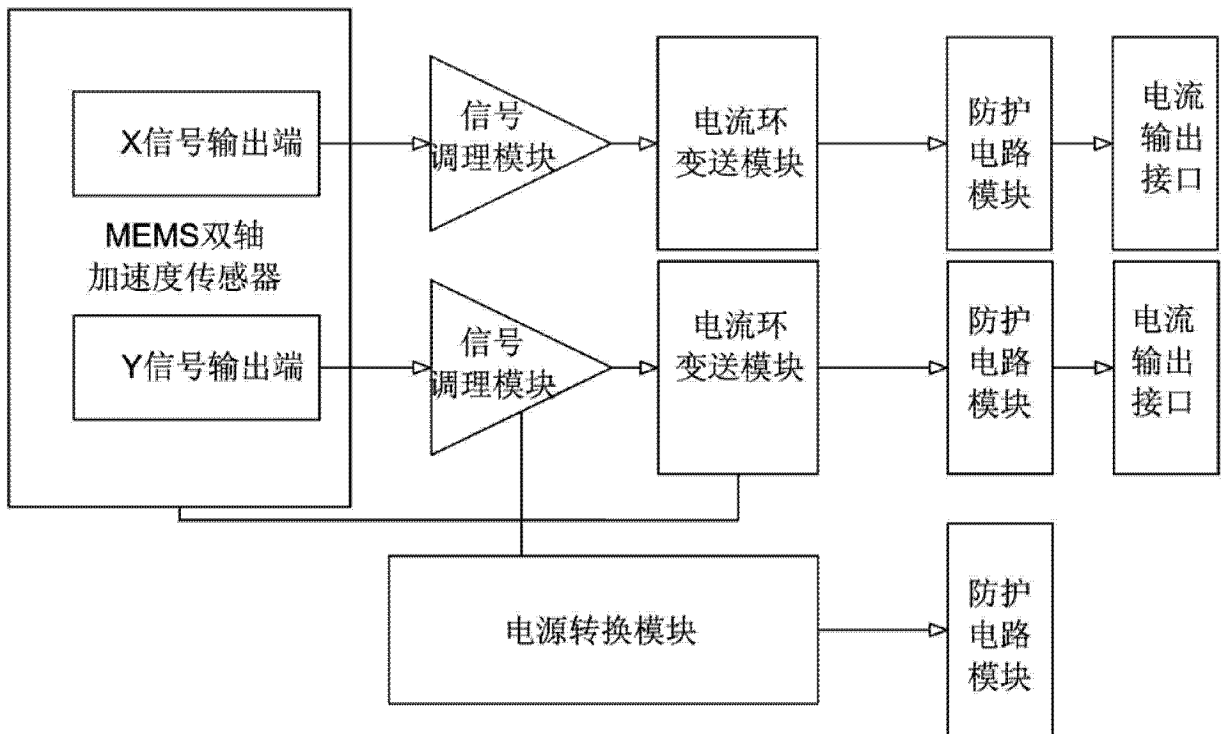 X信号输出端
MEMS双轴
加速度传感器
Y信号输出端
信号
调理模块
电流环
变送模块
防护
电路
模块
电流
输出
接口
信号
调理模块
电流环
变送模块
防护
电路
模块
电流
输出
接口
电源转换模块
防护
电路
模块